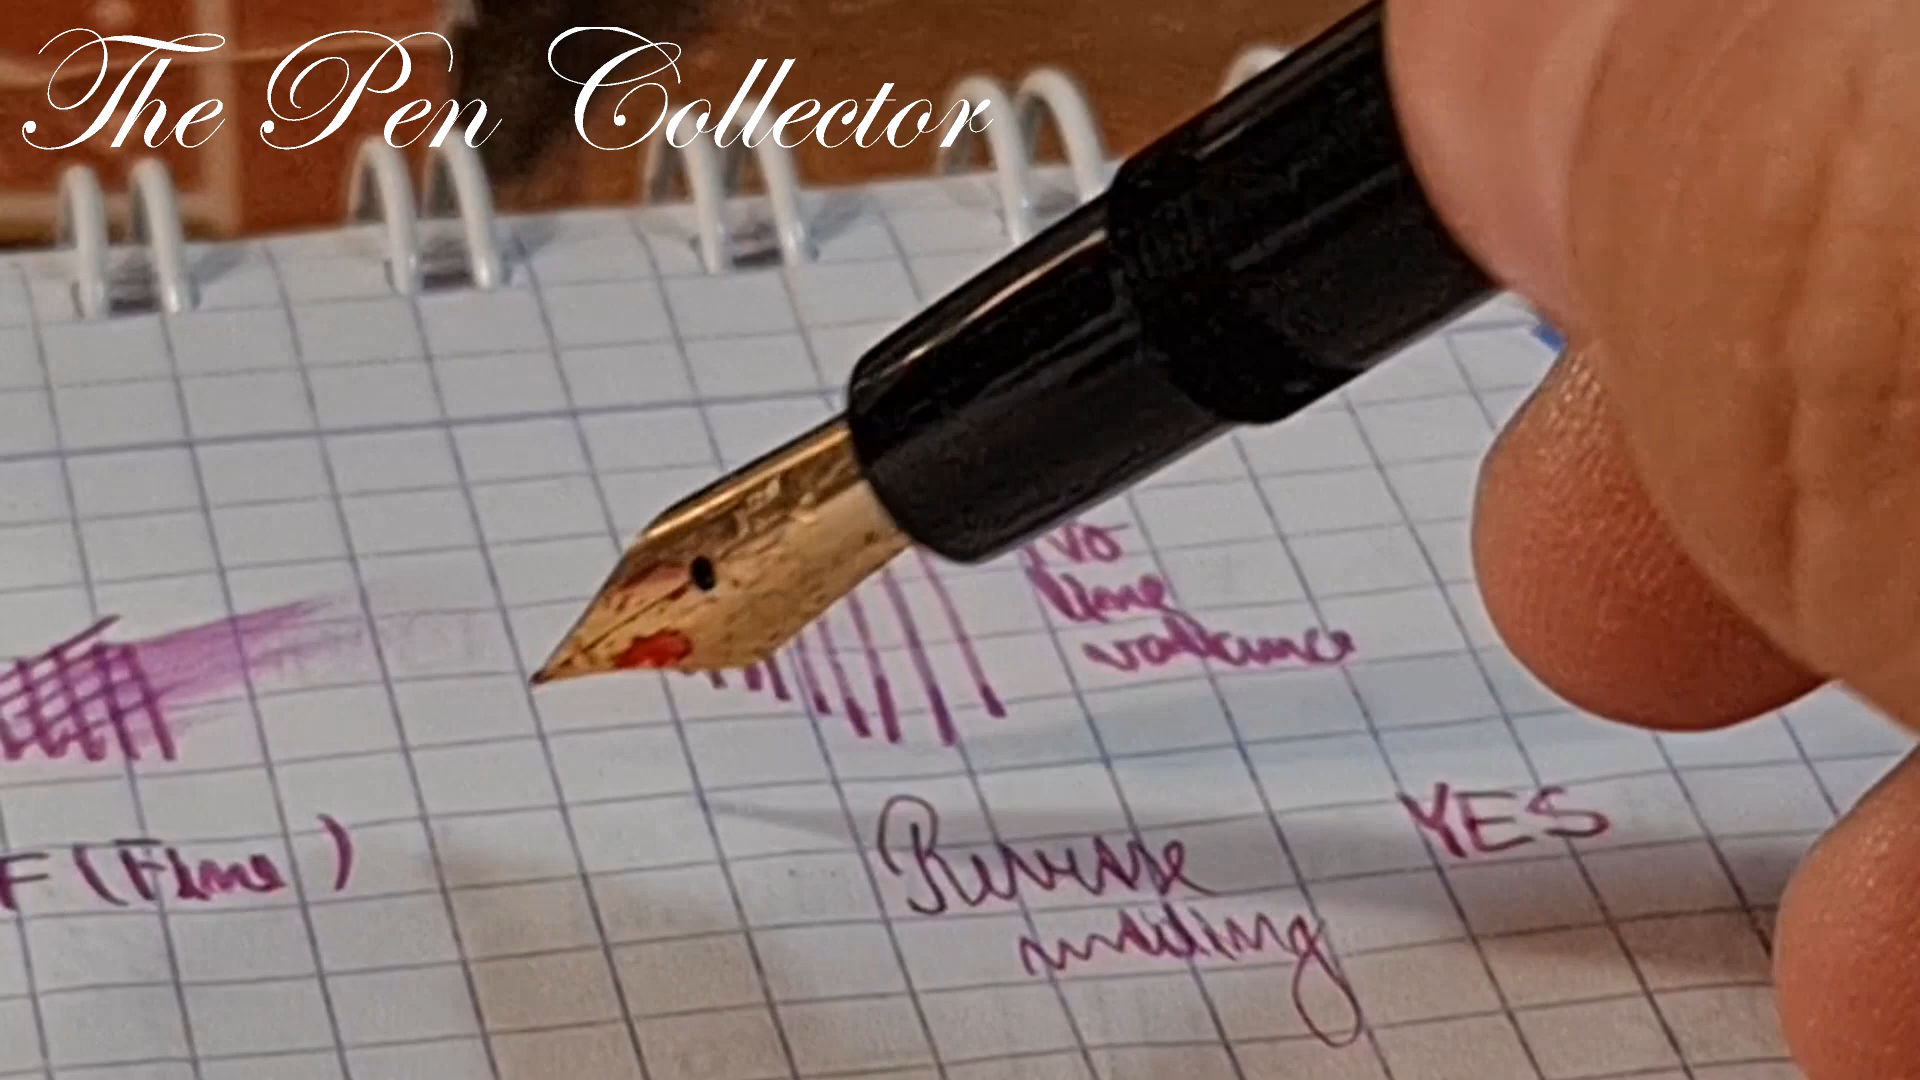 The Pen Collector
No
line
variance
F (Fine)
Reverse
writing
YES